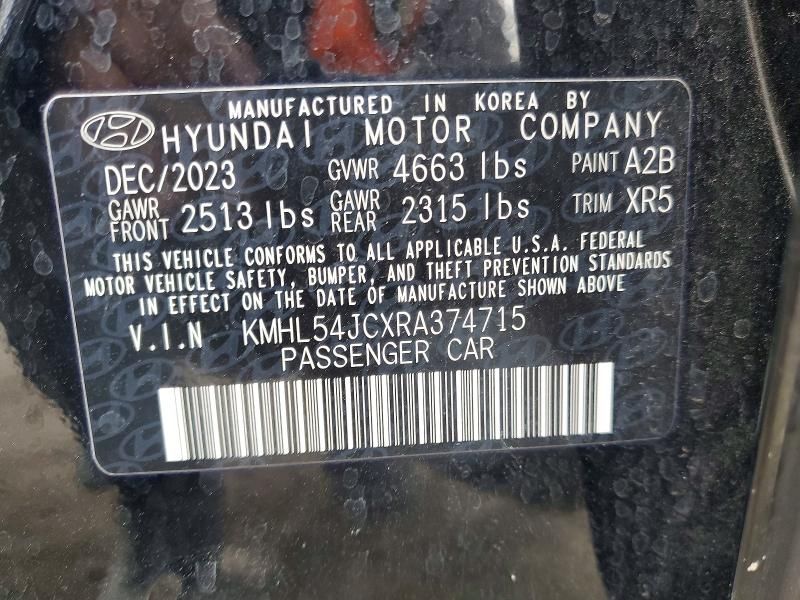 MANUFACTURED IN KOREA BY
HYUNDAI MOTOR COMPANY
DEC/2023 GVWR 4663 lbs PAINT A2B
GAWR FRONT 2513 lbs GAWR REAR 2315 lbs TRIM XR5
THIS VEHICLE CONFORMS TO ALL APPLICABLE U.S.A. FEDERAL
MOTOR VEHICLE SAFETY, BUMPER, AND THEFT PREVENTION STANDARDS
IN EFFECT ON THE DATE OF MANUFACTURE SHOWN ABOVE
V.I.N KMHL54JCXRA374715
PASSENGER CAR